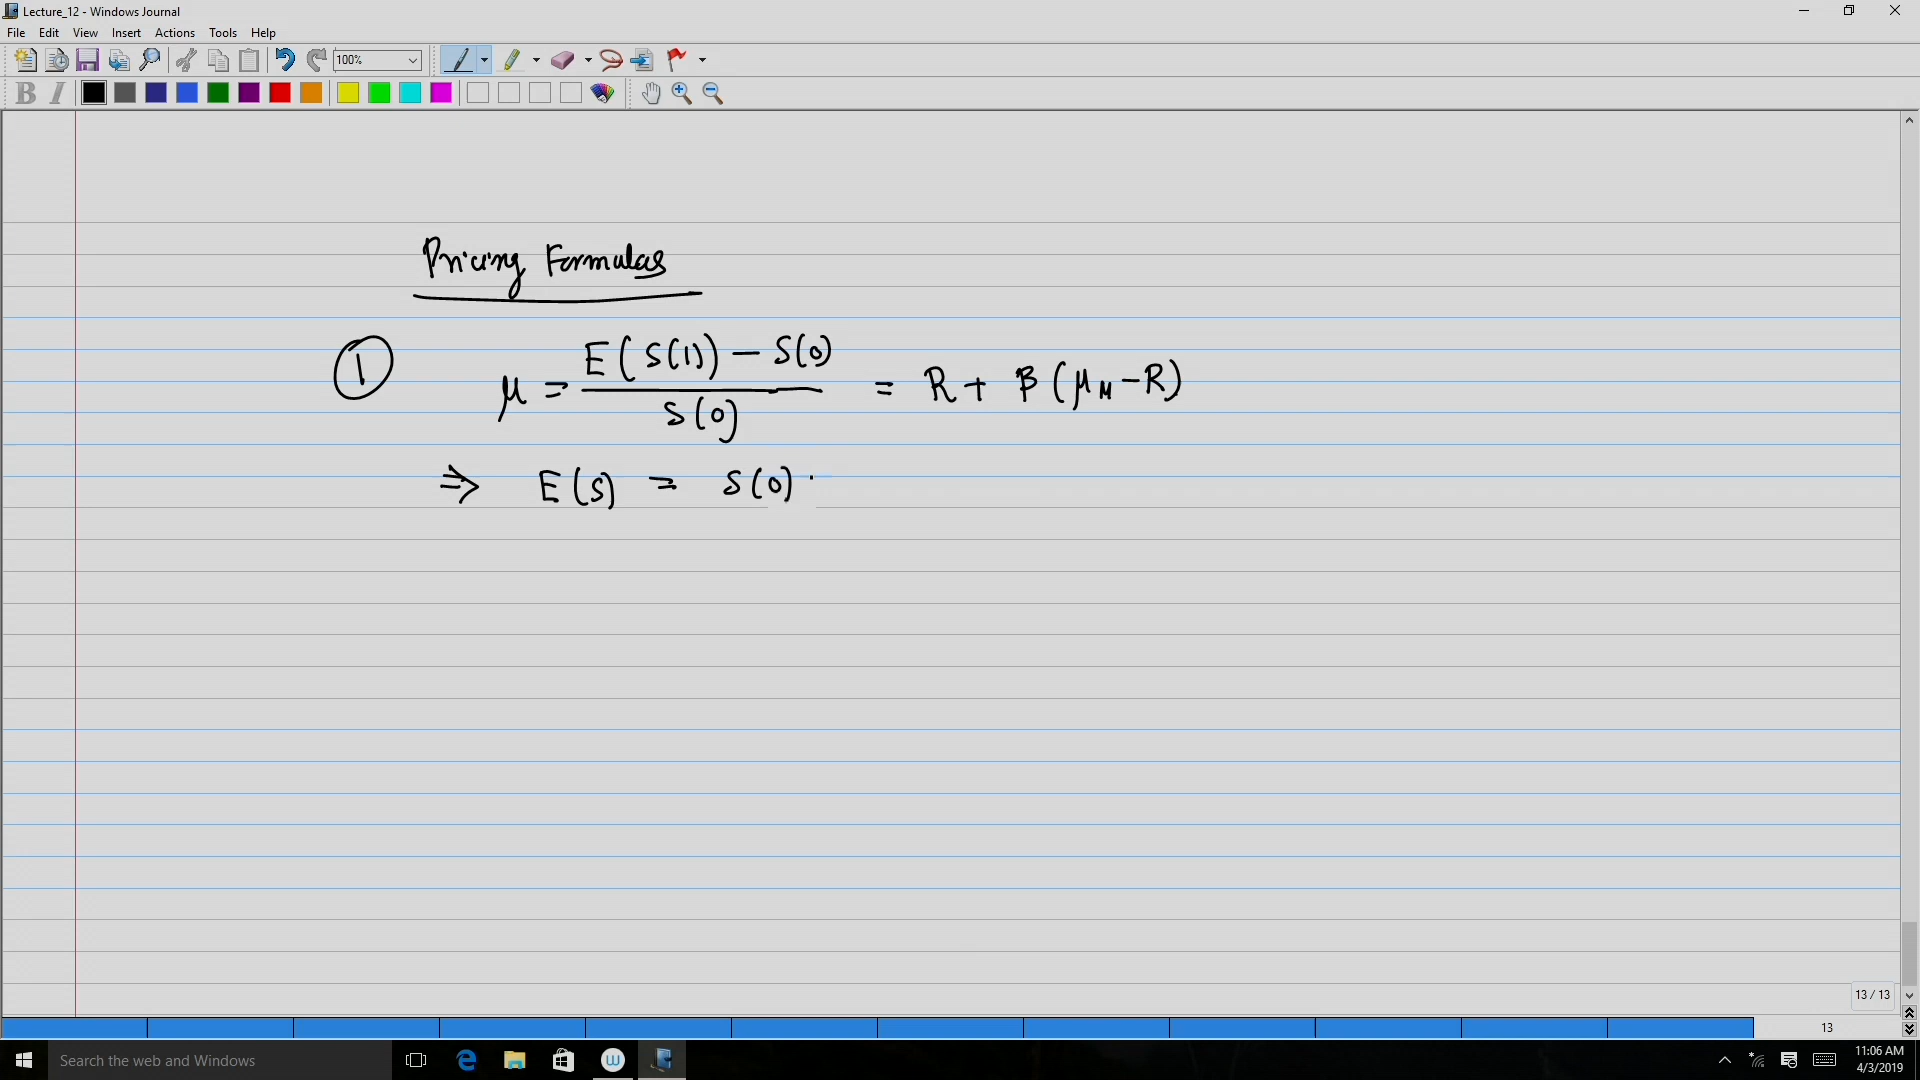 Lecture_12 - Windows Journal
File Edit View Insert Actions Tools Help
100%
B I
Pricing Formulas
① μ = (E(S(1)) - S(0)) / S(0) = R + β(μ_M - R)
⇒ E(S) = S(0) ·
13 / 13
13
Search the web and Windows
11:06 AM
4/3/2019